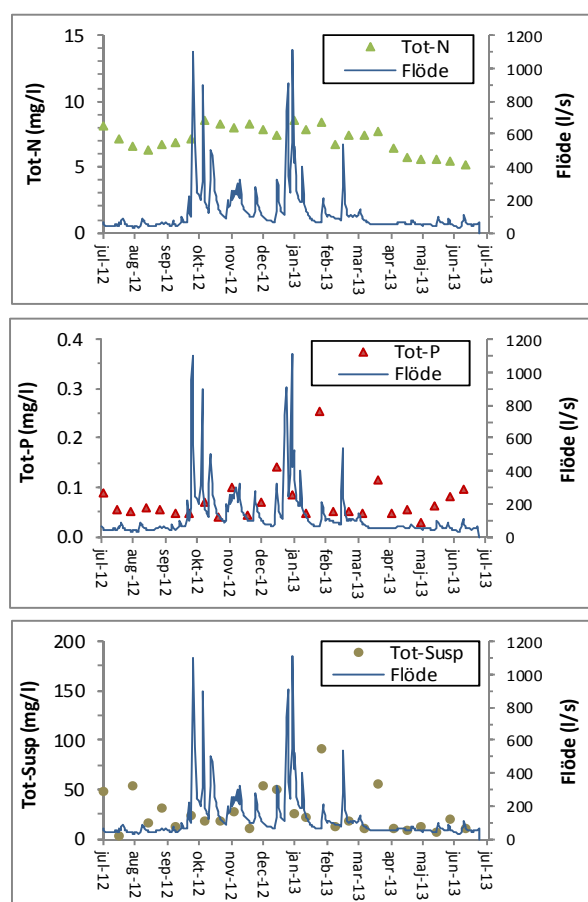 Tot-N (mg/l)
15
10
5
0
Tot-N
Flöde
1200
1000
800
600
400
200
0
Flöde (l/s)
jul-12
aug-12
sep-12
okt-12
nov-12
dec-12
jan-13
feb-13
mar-13
apr-13
maj-13
jun-13
jul-13
Tot-P (mg/l)
0.4
0.3
0.2
0.1
0.0
Tot-P
Flöde
1200
1000
800
600
400
200
0
Flöde (l/s)
jul-12
aug-12
sep-12
okt-12
nov-12
dec-12
jan-13
feb-13
mar-13
apr-13
maj-13
jun-13
jul-13
Tot-Susp (mg/l)
200
150
100
50
0
Tot-Susp
Flöde
1200
1000
800
600
400
200
0
Flöde (l/s)
jul-12
aug-12
sep-12
okt-12
nov-12
dec-12
jan-13
feb-13
mar-13
apr-13
maj-13
jun-13
jul-13